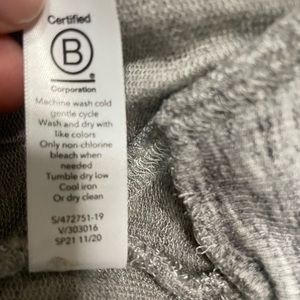 Certified
B
Corporation
Machine wash cold
gentle cycle
Wash and dry with
like colors
Only non-chlorine
bleach when
needed
Tumble dry low
Cool iron
Or dry clean
S/472751-19
V/303016
SP21 11/20